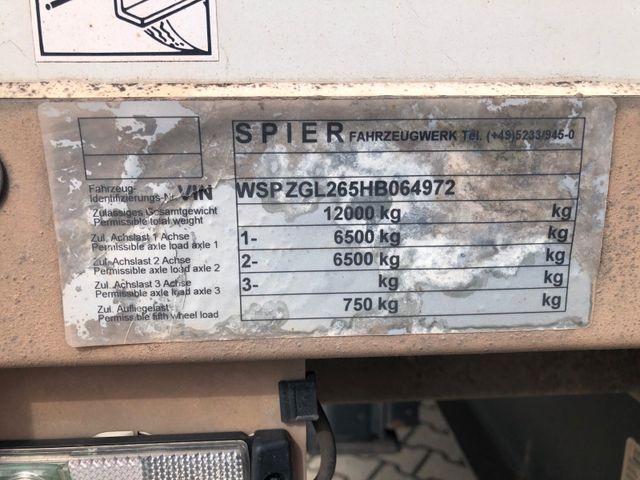 SPIER FAHRZEUGWERK Tel. (+49)5233/945-0
Fahrzeug-
Identifizierungs-Nr. VIN WSPZGL265HB064972
Zulässiges Gesamtgewicht
Permissible total weight 12000 kg kg
Zul. Achslast 1 Achse
Permissible axle load axle 1 1- 6500 kg kg
Zul. Achslast 2 Achse
Permissible axle load axle 2 2- 6500 kg kg
Zul. Achslast 3 Achse
Permissible axle load axle 3 3- kg kg
Zul. Aufliegelast
Permissible fifth wheel load 750 kg kg